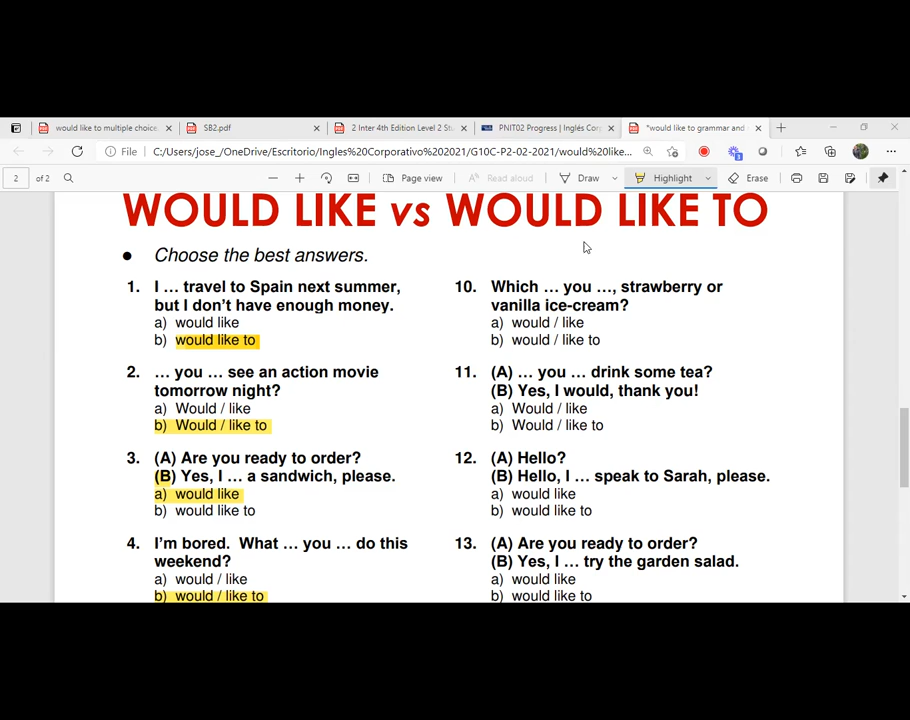 would like to multiple choice.
SB2.pdf
2 Inter 4th Edition Level 2 Stu
PNIT02 Progress | Inglés Corp
*would like to grammar and
File
C:/Users/jose_/OneDrive/Escritorio/Ingles%20Corporativo%202021/G10C-P2-02-2021/would%20like...
2
of 2
Page view
Read aloud
Draw
Highlight
Erase
WOULD LIKE vs WOULD LIKE TO
● Choose the best answers.
1. I … travel to Spain next summer,
but I don't have enough money.
a) would like
b) would like to
2. … you … see an action movie
tomorrow night?
a) Would / like
b) Would / like to
3. (A) Are you ready to order?
(B) Yes, I … a sandwich, please.
a) would like
b) would like to
4. I'm bored. What … you … do this
weekend?
a) would / like
b) would / like to
10. Which … you …, strawberry or
vanilla ice-cream?
a) would / like
b) would / like to
11. (A) … you … drink some tea?
(B) Yes, I would, thank you!
a) Would / like
b) Would / like to
12. (A) Hello?
(B) Hello, I … speak to Sarah, please.
a) would like
b) would like to
13. (A) Are you ready to order?
(B) Yes, I … try the garden salad.
a) would like
b) would like to